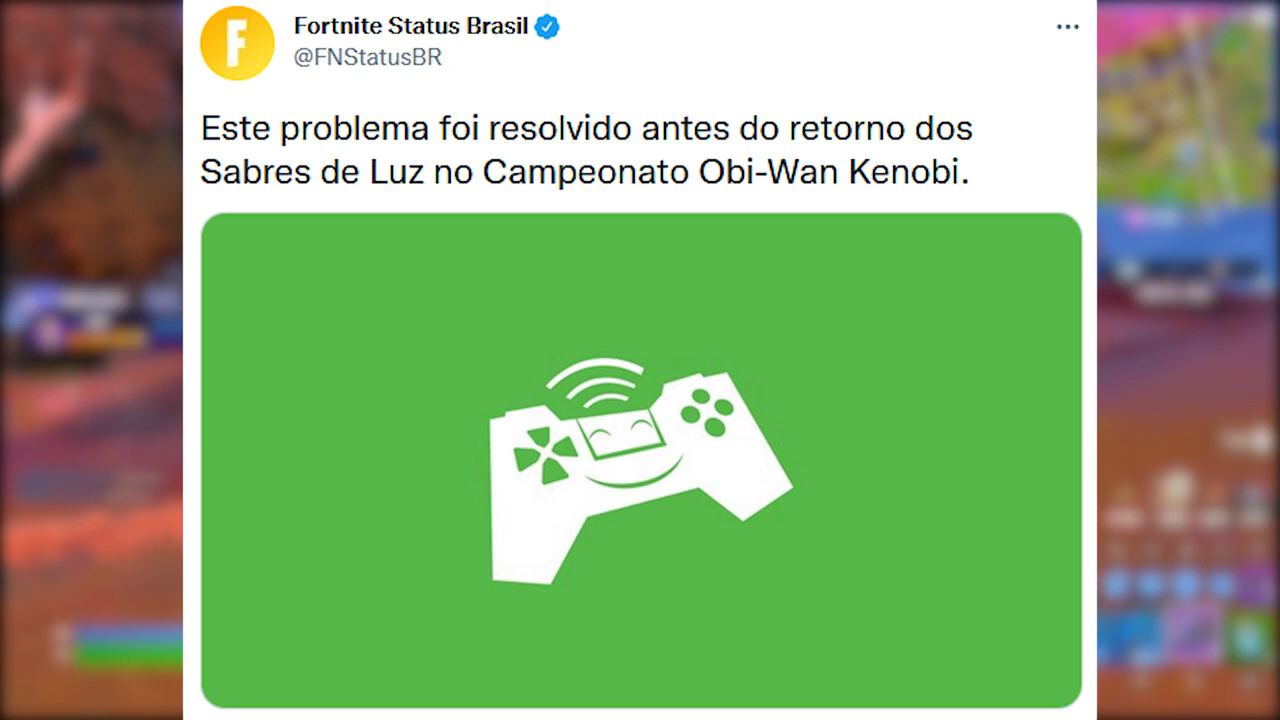 Fortnite Status Brasil
@FNStatusBR
Este problema foi resolvido antes do retorno dos
Sabres de Luz no Campeonato Obi-Wan Kenobi.
F